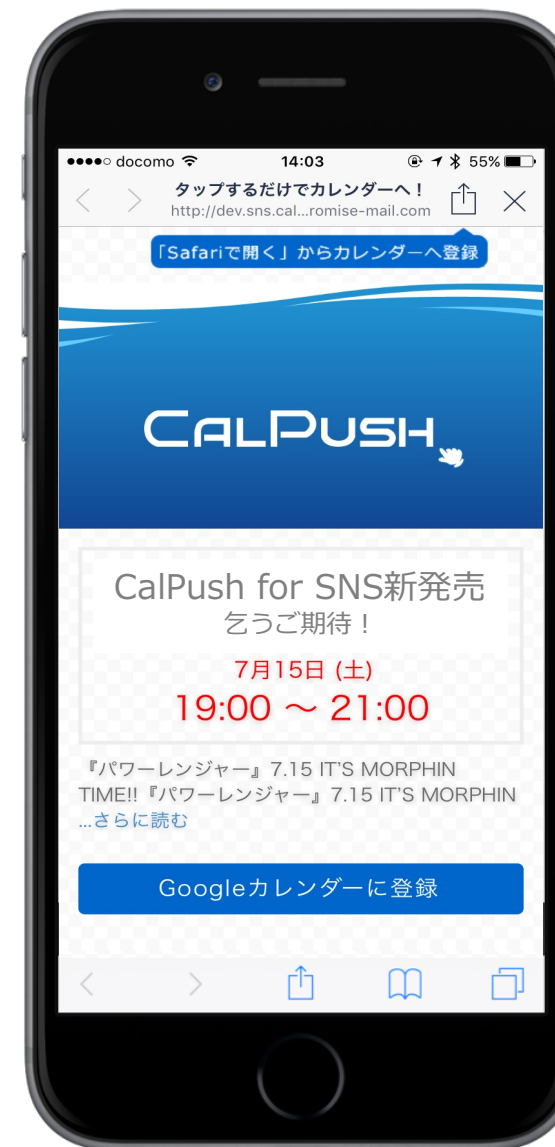 ●●●●○ docomo 14:03 55%
タップするだけでカレンダーへ！
http://dev.sns.cal...romise-mail.com
「Safariで開く」からカレンダーへ登録
CALPUSH
CalPush for SNS新発売
乞うご期待！
7月15日 (土)
19:00 〜 21:00
『パワーレンジャー』7.15 IT'S MORPHIN
TIME!!『パワーレンジャー』7.15 IT'S MORPHIN
...さらに読む
Googleカレンダーに登録